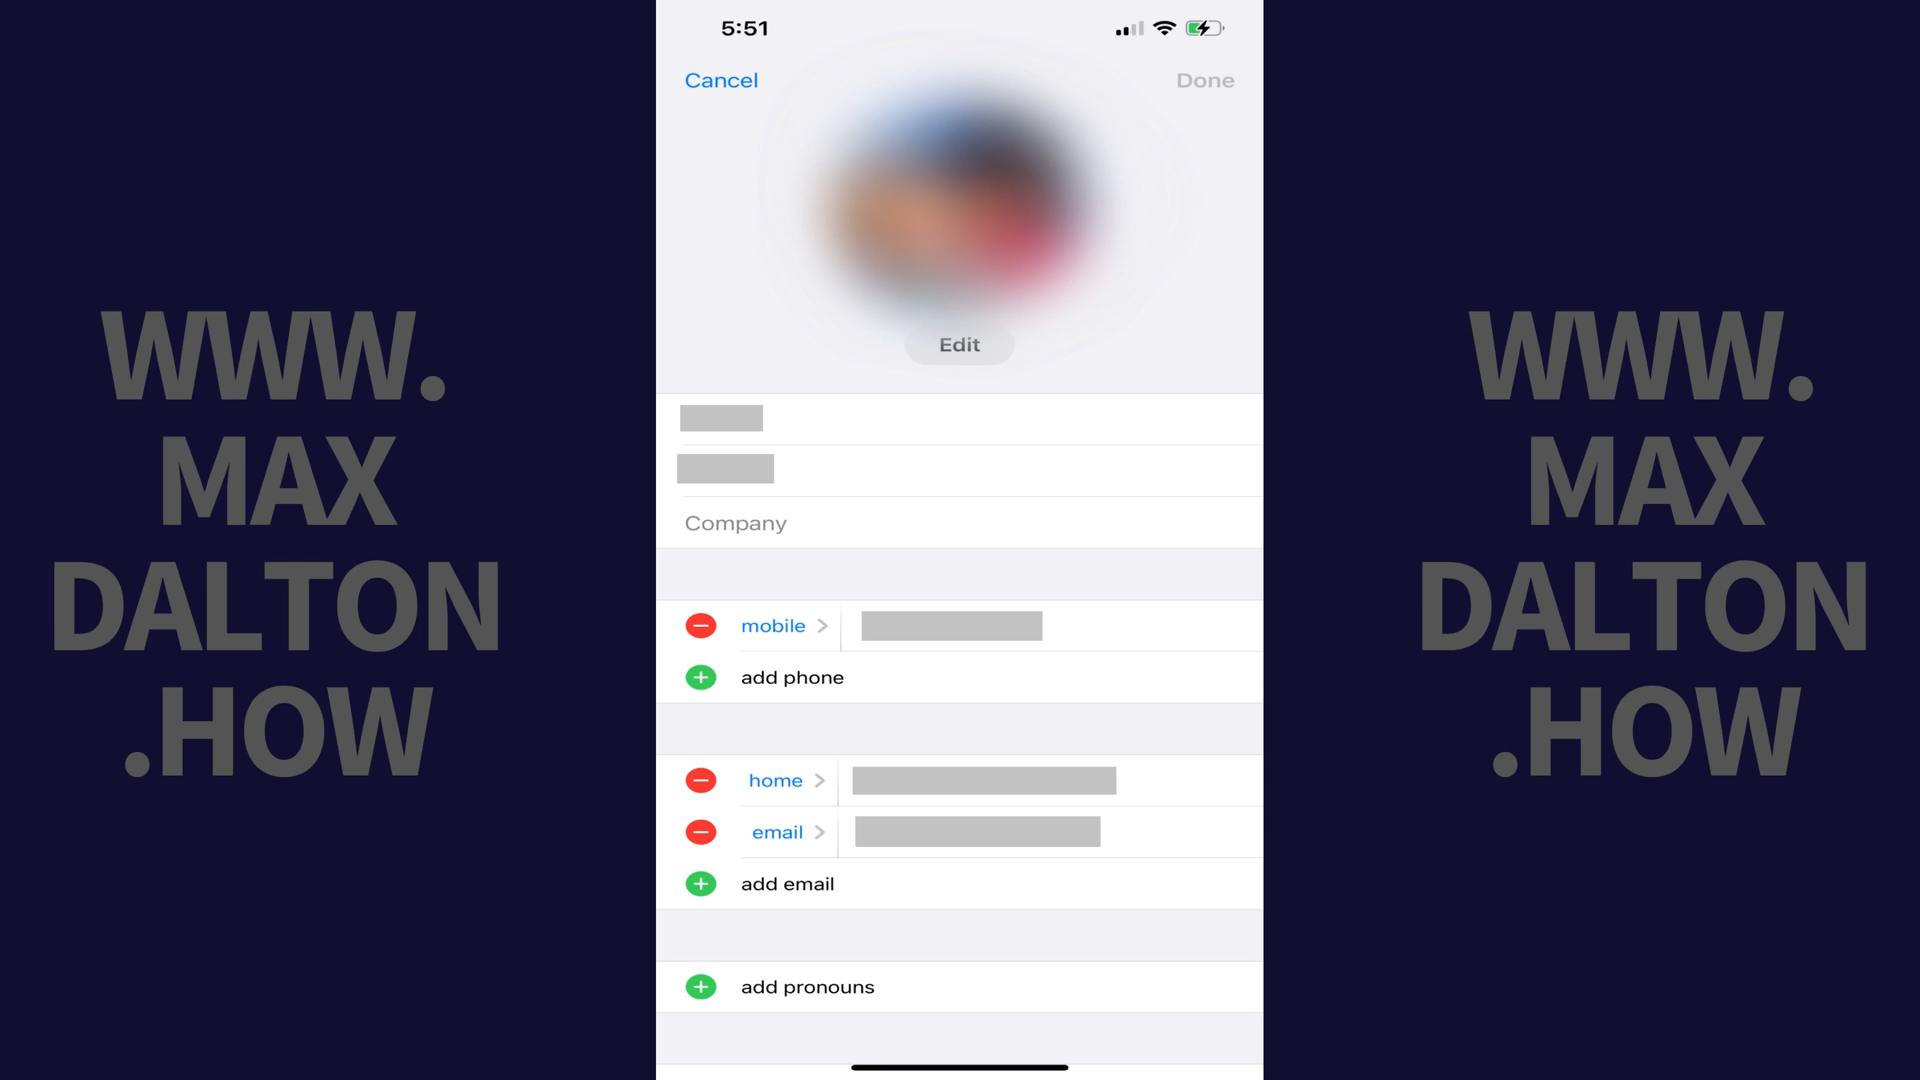 WWW.
MAX
DALTON
.HOW
5:51
Cancel
Done
Edit
Company
mobile
add phone
home
email
add email
add pronouns
WWW.
MAX
DALTON
.HOW